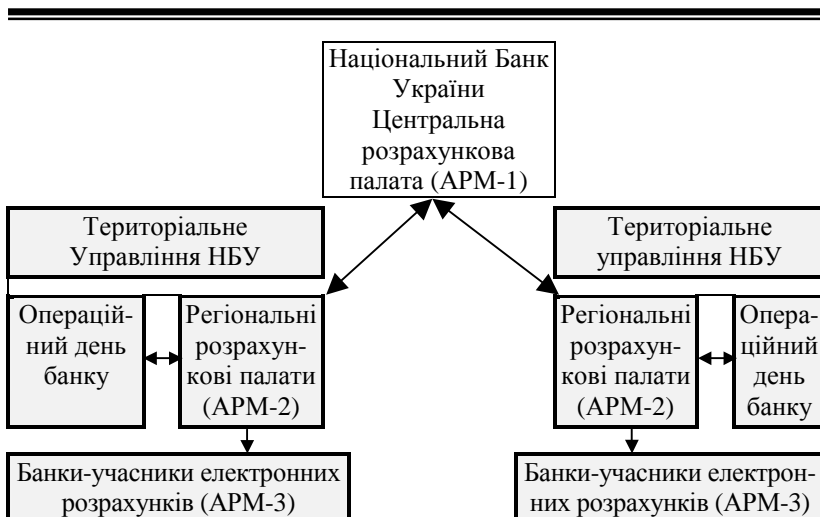 Національний Банк
України
Центральна
розрахункова
палата (АРМ-1)
Територіальне
Управління НБУ
Територіальне
управління НБУ
Операцій-
ний день
банку
Регіональні
розрахун-
кові палати
(АРМ-2)
Регіональні
розрахун-
кові палати
(АРМ-2)
Опера-
ційний
день
банку
Банки-учасники електронних
розрахунків (АРМ-3)
Банки-учасники електрон-
них розрахунків (АРМ-3)